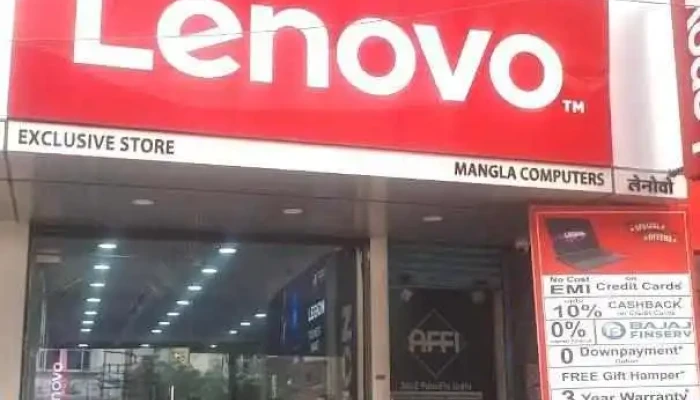 Lenovo
TM
EXCLUSIVE STORE
MANGLA COMPUTERS
लेनोवो
SPECIAL
OFFERS
No Cost on
EMI Credit Cards*
10% CASHBACK
on Credit Cards
0% BAJAJ
FINSERV
0 Downpayment*
FREE Gift Hamper*
3 Year Warranty*
LEGION
AFFI
enovo